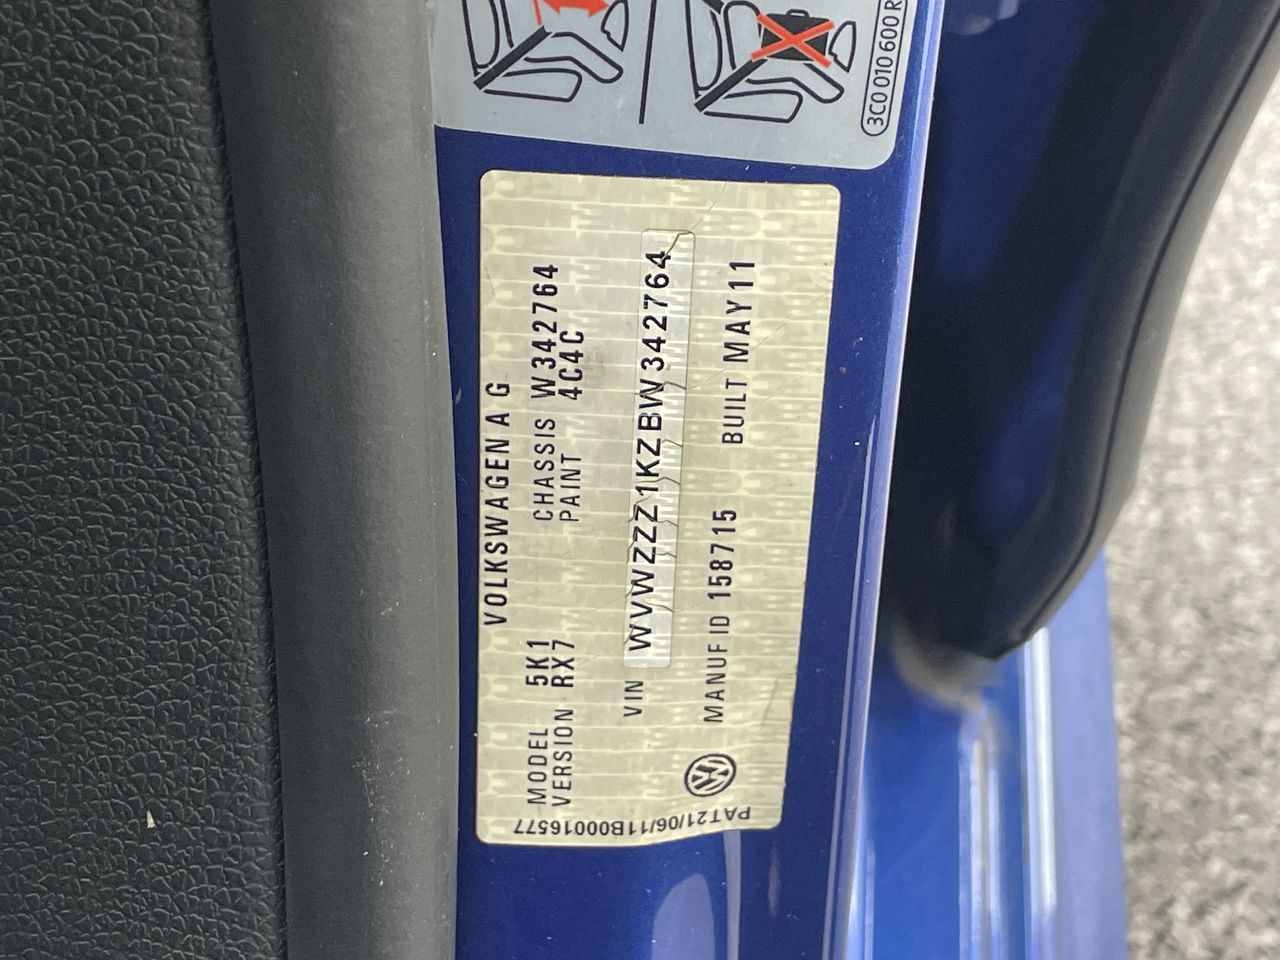 3C0 010 600 R
VOLKSWAGEN A G
MODEL 5K1 CHASSIS W342764
VERSION RX7 PAINT 4C4C
VIN WVWZZZ1KZBW342764
MANUF ID 158715 BUILT MAY11
PAT21/06/11B00016577